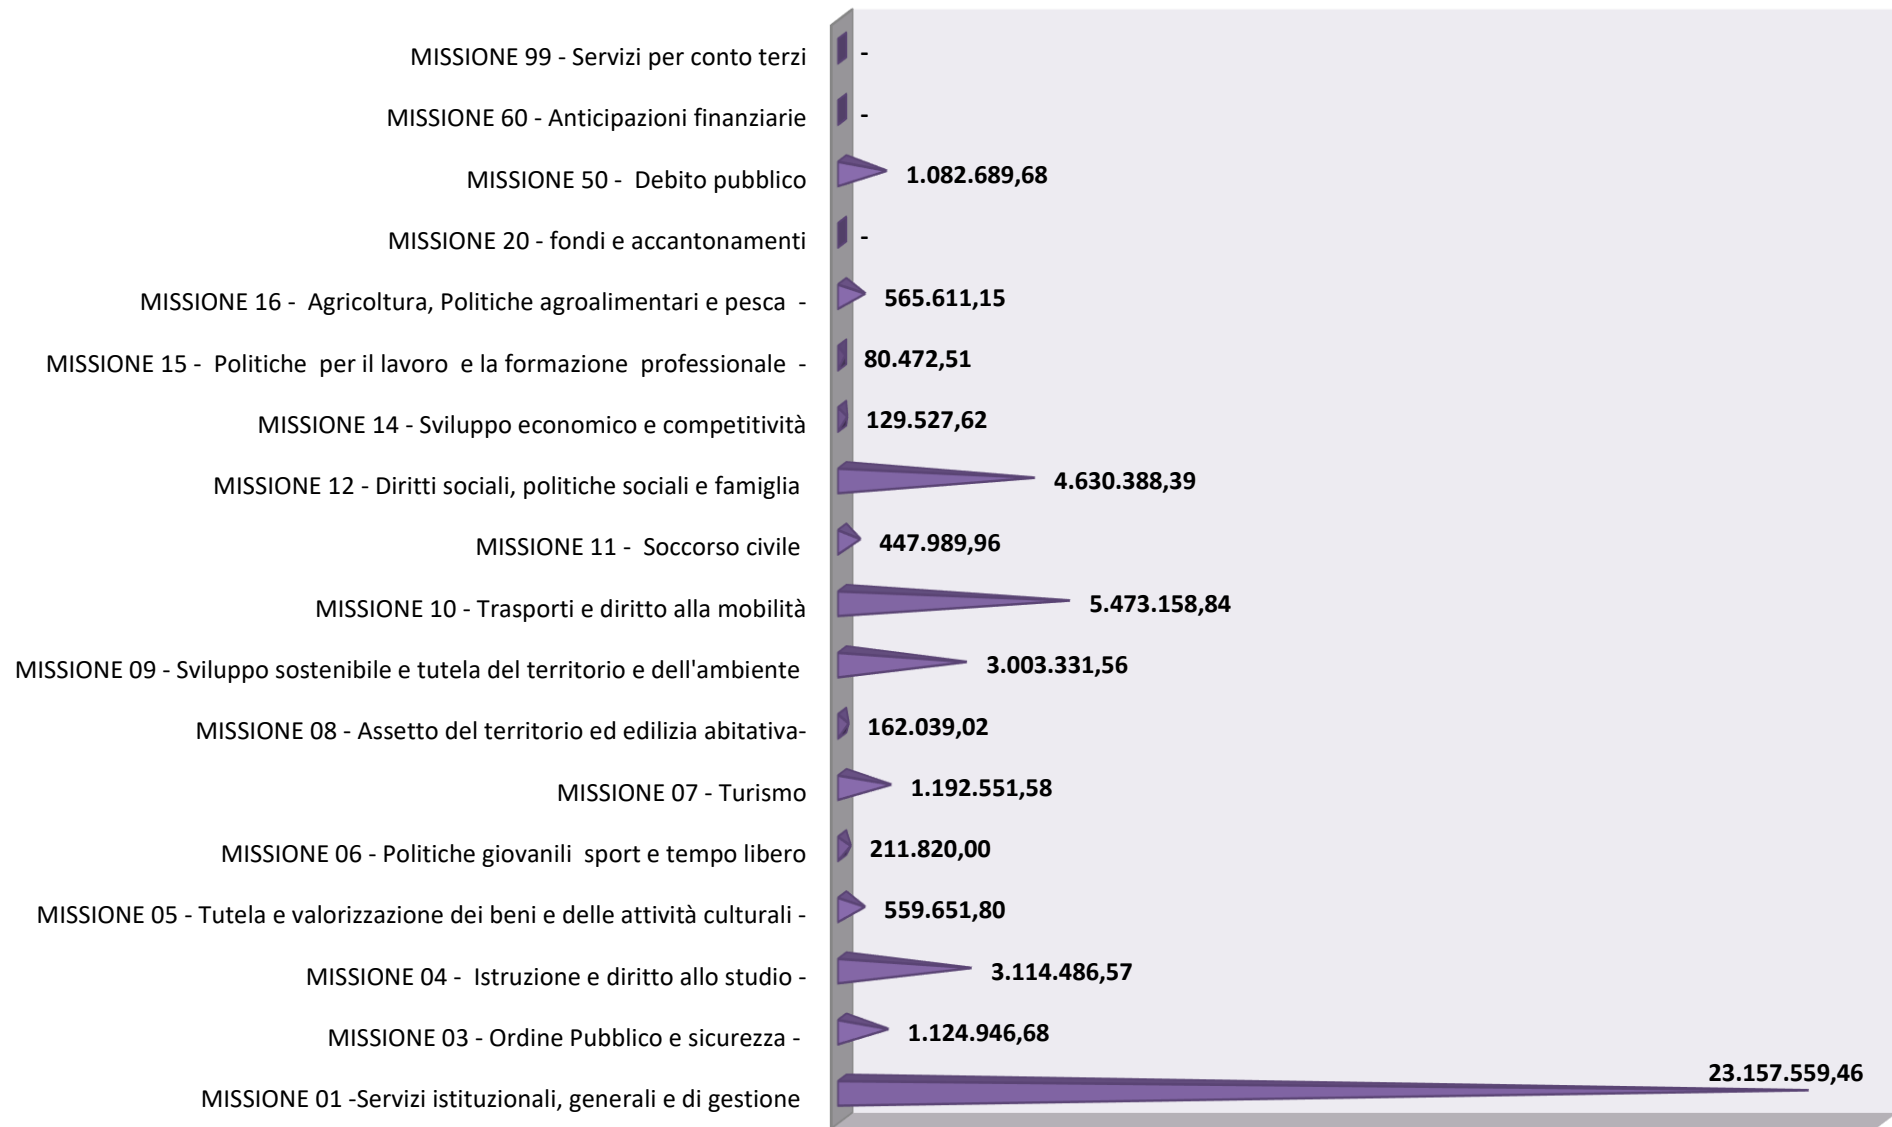 MISSIONE 99 - Servizi per conto terzi -
MISSIONE 60 - Anticipazioni finanziarie -
MISSIONE 50 - Debito pubblico 1.082.689,68
MISSIONE 20 - fondi e accantonamenti -
MISSIONE 16 - Agricoltura, Politiche agroalimentari e pesca - 565.611,15
MISSIONE 15 - Politiche per il lavoro e la formazione professionale - 80.472,51
MISSIONE 14 - Sviluppo economico e competitività 129.527,62
MISSIONE 12 - Diritti sociali, politiche sociali e famiglia 4.630.388,39
MISSIONE 11 - Soccorso civile 447.989,96
MISSIONE 10 - Trasporti e diritto alla mobilità 5.473.158,84
MISSIONE 09 - Sviluppo sostenibile e tutela del territorio e dell'ambiente 3.003.331,56
MISSIONE 08 - Assetto del territorio ed edilizia abitativa- 162.039,02
MISSIONE 07 - Turismo 1.192.551,58
MISSIONE 06 - Politiche giovanili sport e tempo libero 211.820,00
MISSIONE 05 - Tutela e valorizzazione dei beni e delle attività culturali - 559.651,80
MISSIONE 04 - Istruzione e diritto allo studio - 3.114.486,57
MISSIONE 03 - Ordine Pubblico e sicurezza - 1.124.946,68
MISSIONE 01 -Servizi istituzionali, generali e di gestione 23.157.559,46